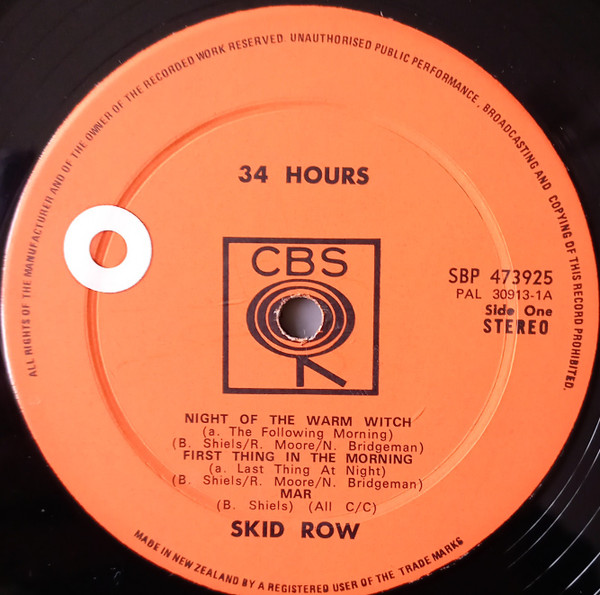 ALL RIGHTS OF THE MANUFACTURER AND OF THE OWNER OF THE RECORDED WORK RESERVED. UNAUTHORISED PUBLIC PERFORMANCE, BROADCASTING AND COPYING OF THIS RECORD PROHIBITED.
34 HOURS
CBS
SBP 473925
PAL 30913-1A
Side One
STEREO
NIGHT OF THE WARM WITCH
(a. The Following Morning)
(B. Shiels/R. Moore/N. Bridgeman)
FIRST THING IN THE MORNING
(a. Last Thing At Night)
(B. Shiels/R. Moore/N. Bridgeman)
MAR
(B. Shiels) (All C/C)
SKID ROW
MADE IN NEW ZEALAND BY A REGISTERED USER OF THE TRADE MARKS